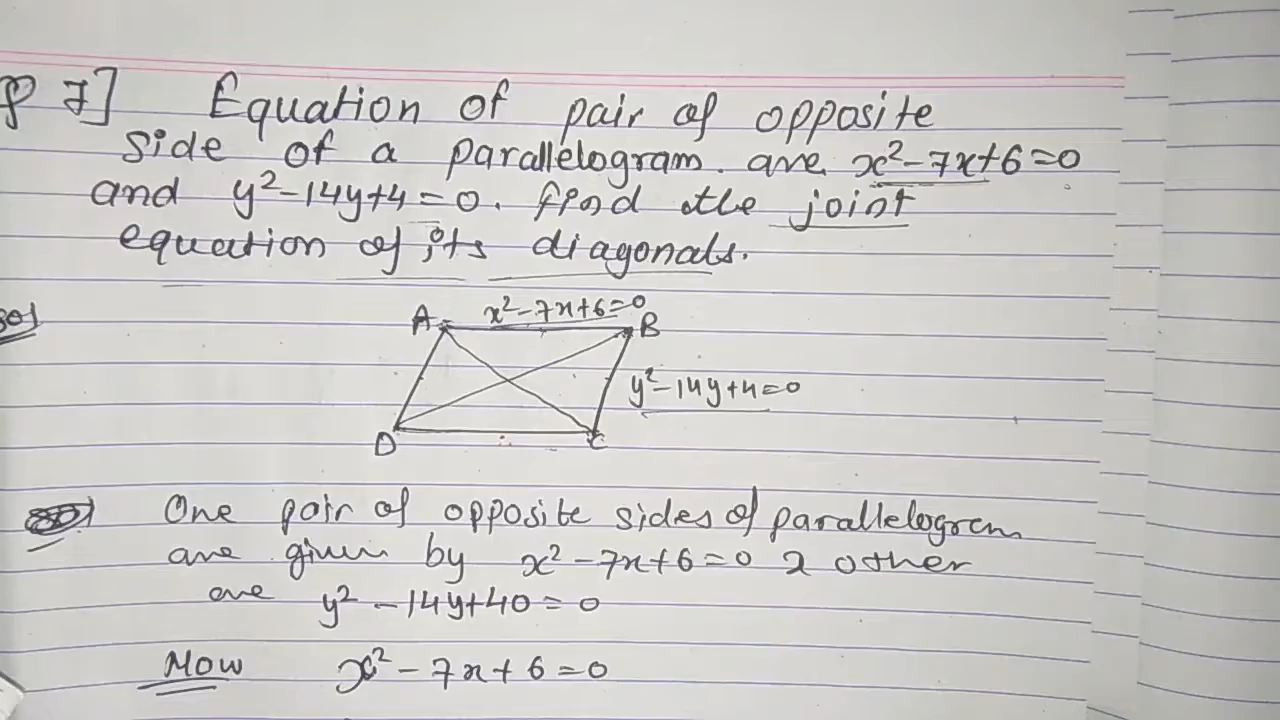 7] Equation of pair of opposite
side of a parallelogram. are x²-7x+6=0
and y²-14y+4=0. find the joint
equation of its diagonals.
sol
A x²-7x+6=0 B
y²-14y+4=0
D C
One pair of opposite sides of parallelogram
are given by x²-7x+6=0 & other
are y²-14y+40=0
Now x²-7x+6=0